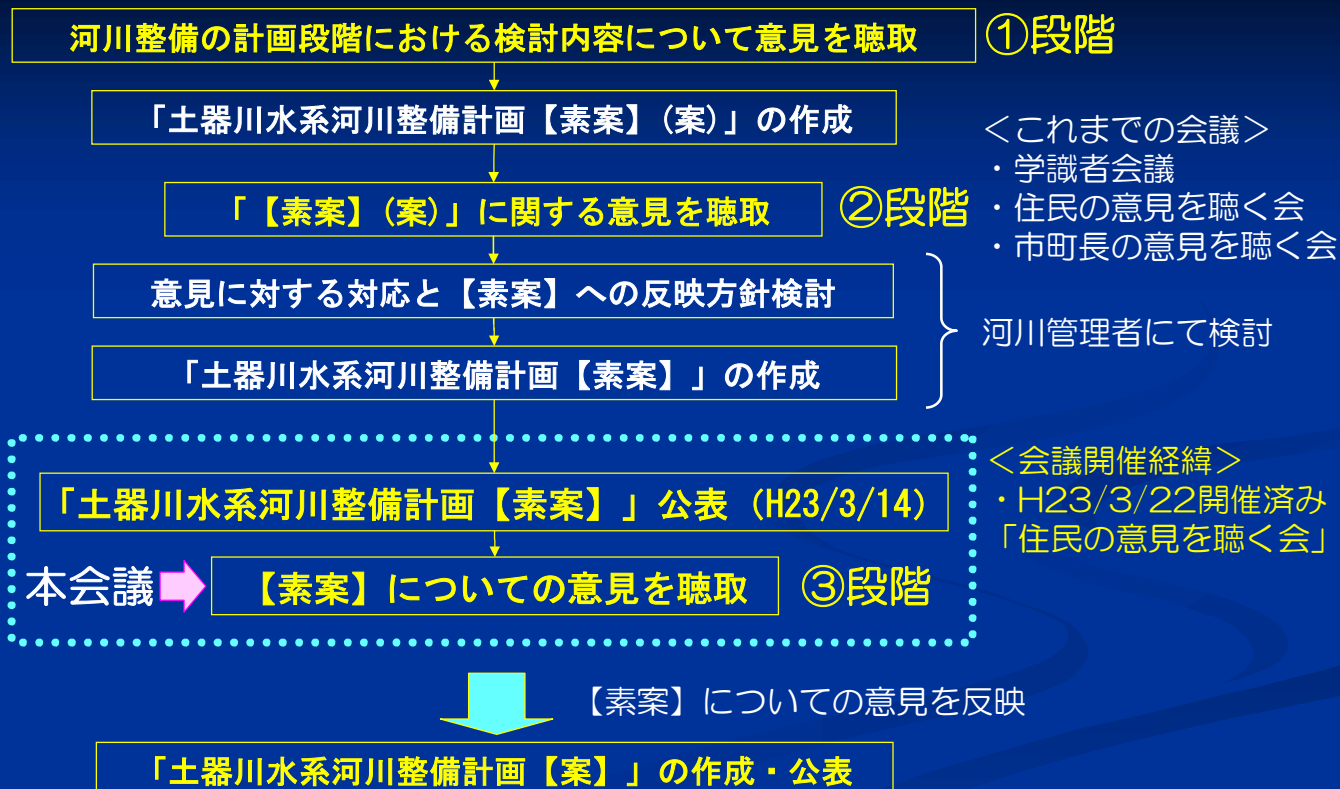 河川整備の計画段階における検討内容について意見を聴取
①段階
「土器川水系河川整備計画【素案】(案)」の作成
＜これまでの会議＞
・学識者会議
・住民の意見を聴く会
・市町長の意見を聴く会
「【素案】(案)」に関する意見を聴取
②段階
意見に対する対応と【素案】への反映方針検討
河川管理者にて検討
「土器川水系河川整備計画【素案】」の作成
＜会議開催経緯＞
・H23/3/22開催済み
「住民の意見を聴く会」
「土器川水系河川整備計画【素案】」公表 (H23/3/14)
本会議
【素案】についての意見を聴取
③段階
【素案】についての意見を反映
「土器川水系河川整備計画【案】」の作成・公表